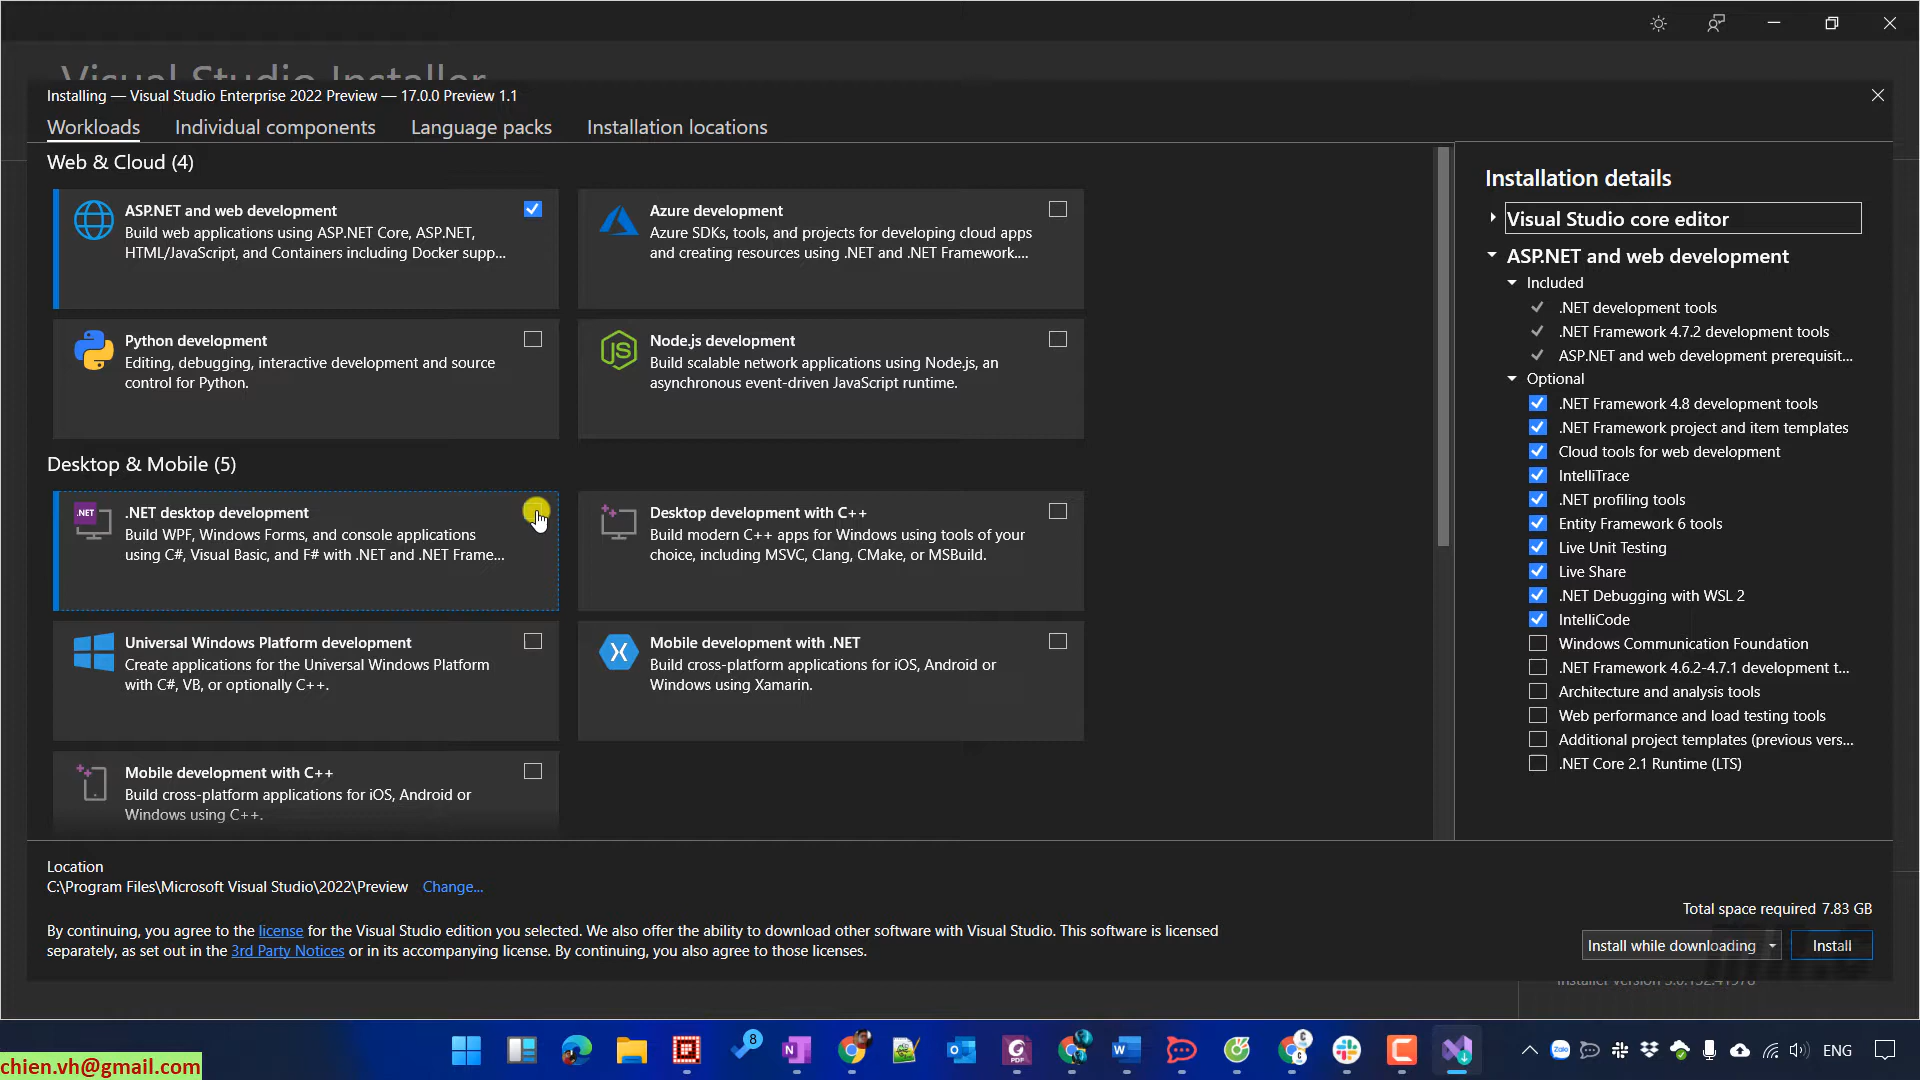 Visual Studio Installer
Installing — Visual Studio Enterprise 2022 Preview — 17.0.0 Preview 1.1
Workloads
Individual components
Language packs
Installation locations
Web & Cloud (4)
ASP.NET and web development
Build web applications using ASP.NET Core, ASP.NET,
HTML/JavaScript, and Containers including Docker supp...
Azure development
Azure SDKs, tools, and projects for developing cloud apps
and creating resources using .NET and .NET Framework....
Python development
Editing, debugging, interactive development and source
control for Python.
Node.js development
Build scalable network applications using Node.js, an
asynchronous event-driven JavaScript runtime.
Desktop & Mobile (5)
.NET desktop development
Build WPF, Windows Forms, and console applications
using C#, Visual Basic, and F# with .NET and .NET Frame...
Desktop development with C++
Build modern C++ apps for Windows using tools of your
choice, including MSVC, Clang, CMake, or MSBuild.
Universal Windows Platform development
Create applications for the Universal Windows Platform
with C#, VB, or optionally C++.
Mobile development with .NET
Build cross-platform applications for iOS, Android or
Windows using Xamarin.
Mobile development with C++
Build cross-platform applications for iOS, Android or
Windows using C++.
Installation details
Visual Studio core editor
ASP.NET and web development
Included
.NET development tools
.NET Framework 4.7.2 development tools
ASP.NET and web development prerequisit...
Optional
.NET Framework 4.8 development tools
.NET Framework project and item templates
Cloud tools for web development
IntelliTrace
.NET profiling tools
Entity Framework 6 tools
Live Unit Testing
Live Share
.NET Debugging with WSL 2
IntelliCode
Windows Communication Foundation
.NET Framework 4.6.2-4.7.1 development t...
Architecture and analysis tools
Web performance and load testing tools
Additional project templates (previous vers...
.NET Core 2.1 Runtime (LTS)
Location
C:\Program Files\Microsoft Visual Studio\2022\Preview Change...
By continuing, you agree to the license for the Visual Studio edition you selected. We also offer the ability to download other software with Visual Studio. This software is licensed
separately, as set out in the 3rd Party Notices or in its accompanying license. By continuing, you also agree to those licenses.
Total space required 7.83 GB
Install while downloading
Install
8
ENG
chien.vh@gmail.com